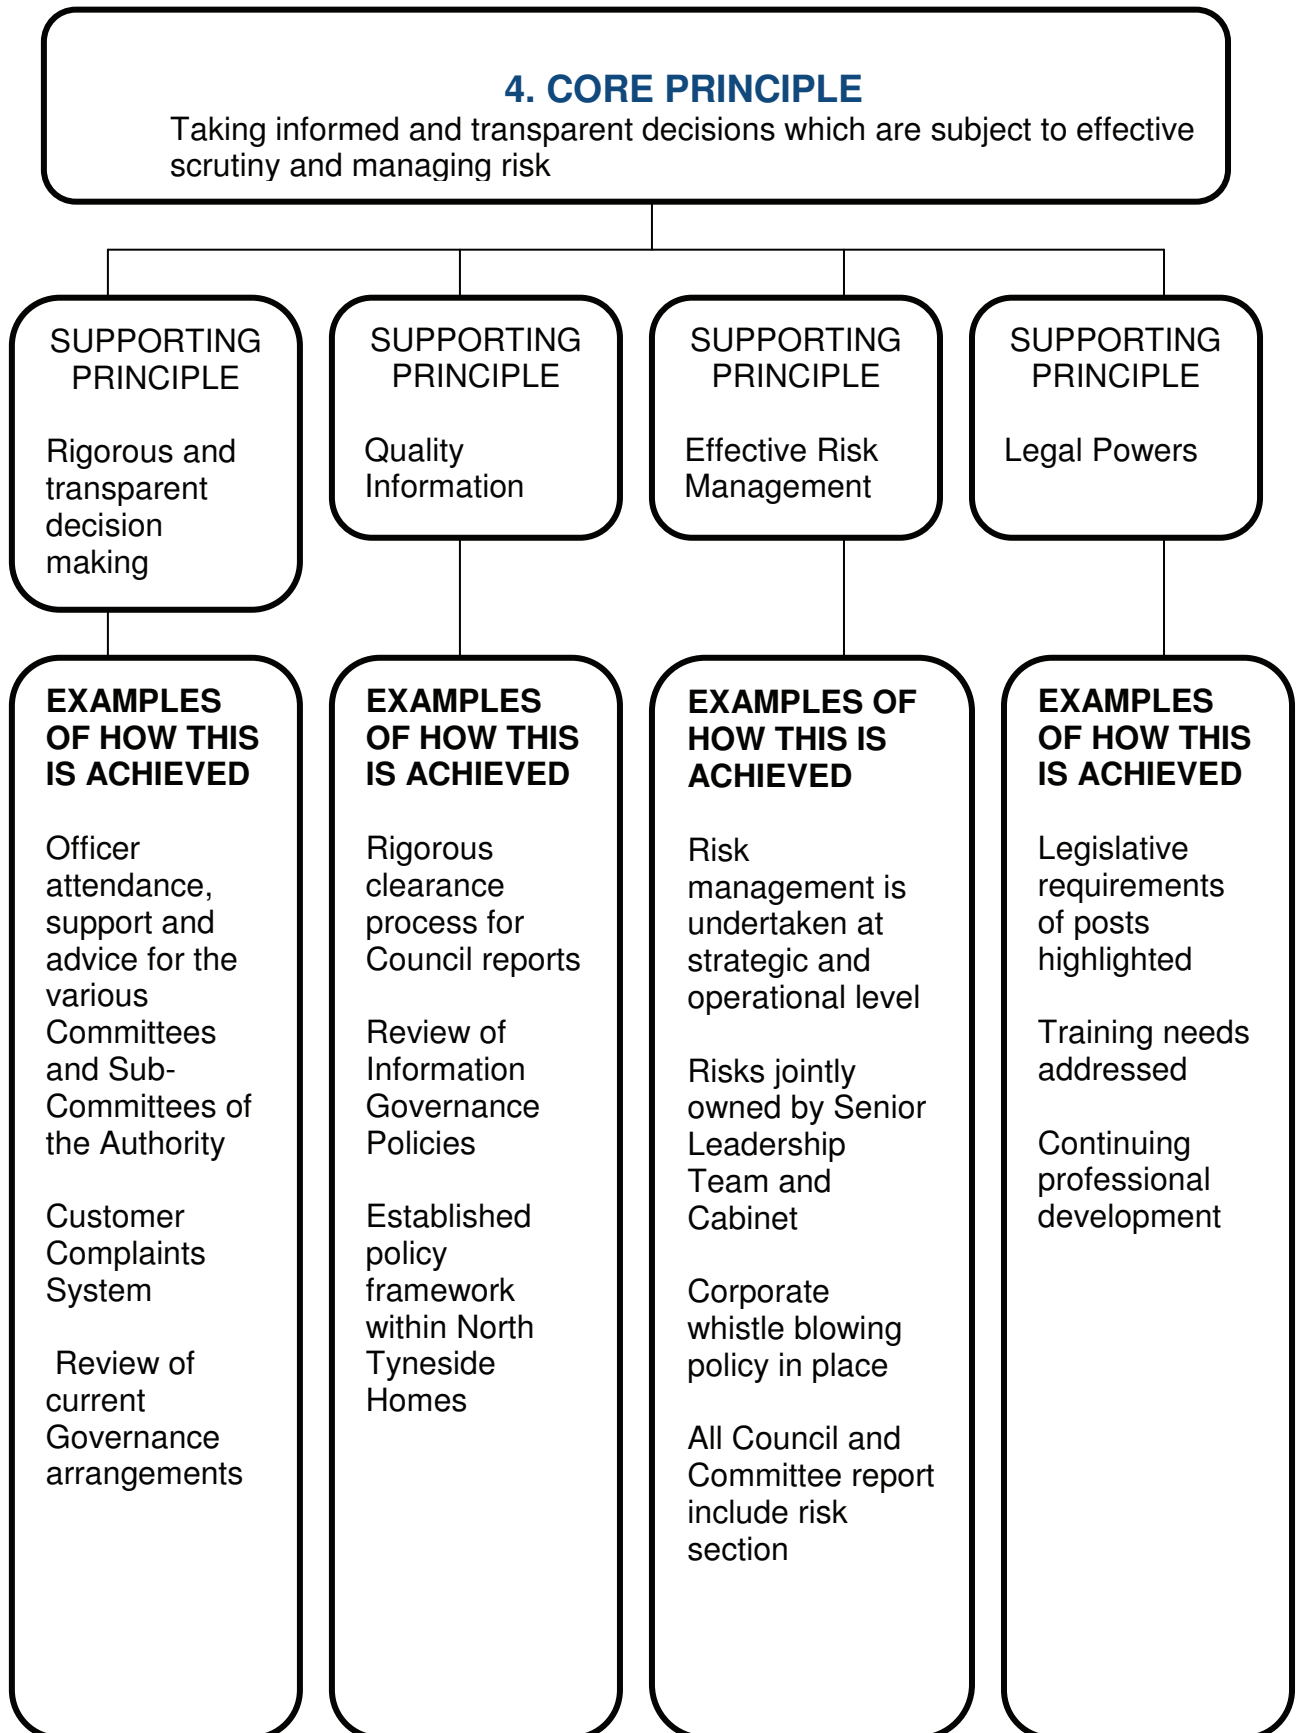 4. CORE PRINCIPLE
Taking informed and transparent decisions which are subject to effective
scrutiny and managing risk
SUPPORTING
PRINCIPLE
Rigorous and
transparent
decision
making
SUPPORTING
PRINCIPLE
Quality
Information
SUPPORTING
PRINCIPLE
Effective Risk
Management
SUPPORTING
PRINCIPLE
Legal Powers
EXAMPLES
OF HOW THIS
IS ACHIEVED
Officer
attendance,
support and
advice for the
various
Committees
and Sub-
Committees of
the Authority
Customer
Complaints
System
Review of
current
Governance
arrangements
EXAMPLES
OF HOW THIS
IS ACHIEVED
Rigorous
clearance
process for
Council reports
Review of
Information
Governance
Policies
Established
policy
framework
within North
Tyneside
Homes
EXAMPLES OF
HOW THIS IS
ACHIEVED
Risk
management is
undertaken at
strategic and
operational level
Risks jointly
owned by Senior
Leadership
Team and
Cabinet
Corporate
whistle blowing
policy in place
All Council and
Committee report
include risk
section
EXAMPLES
OF HOW THIS
IS ACHIEVED
Legislative
requirements
of posts
highlighted
Training needs
addressed
Continuing
professional
development